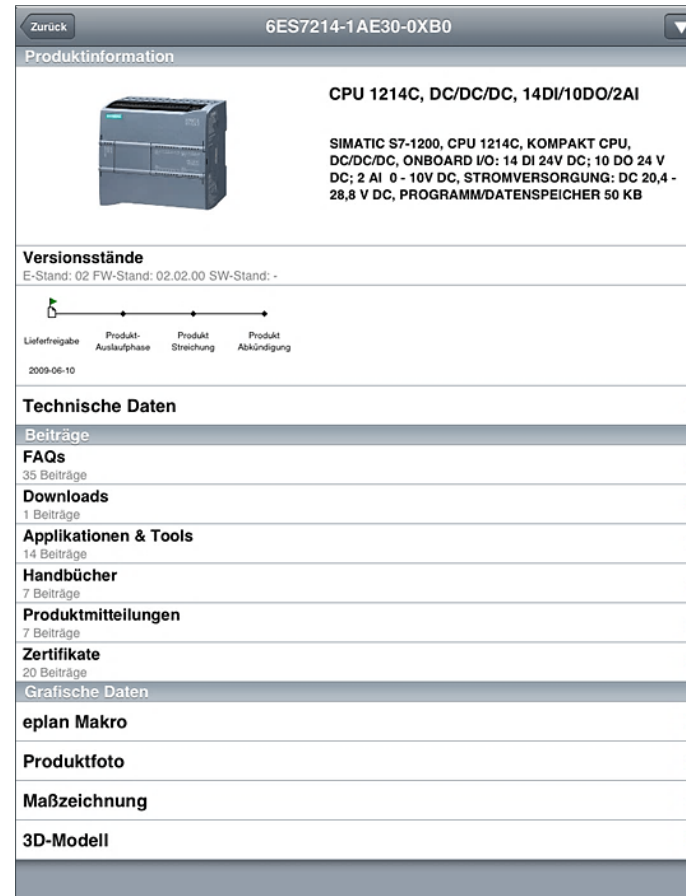 Zurück
6ES7214-1AE30-0XB0
Produktinformation
CPU 1214C, DC/DC/DC, 14DI/10DO/2AI
SIMATIC S7-1200, CPU 1214C, KOMPAKT CPU,
DC/DC/DC, ONBOARD I/O: 14 DI 24V DC; 10 DO 24 V
DC; 2 AI 0 - 10V DC, STROMVERSORGUNG: DC 20,4 -
28,8 V DC, PROGRAMM/DATENSPEICHER 50 KB
Versionsstände
E-Stand: 02 FW-Stand: 02.02.00 SW-Stand: -
Lieferfreigabe
2009-06-10
Produkt-
Auslaufphase
Produkt
Streichung
Produkt
Abkündigung
Technische Daten
Beiträge
FAQs
35 Beiträge
Downloads
1 Beiträge
Applikationen & Tools
14 Beiträge
Handbücher
7 Beiträge
Produktmitteilungen
7 Beiträge
Zertifikate
20 Beiträge
Grafische Daten
eplan Makro
Produktfoto
Maßzeichnung
3D-Modell